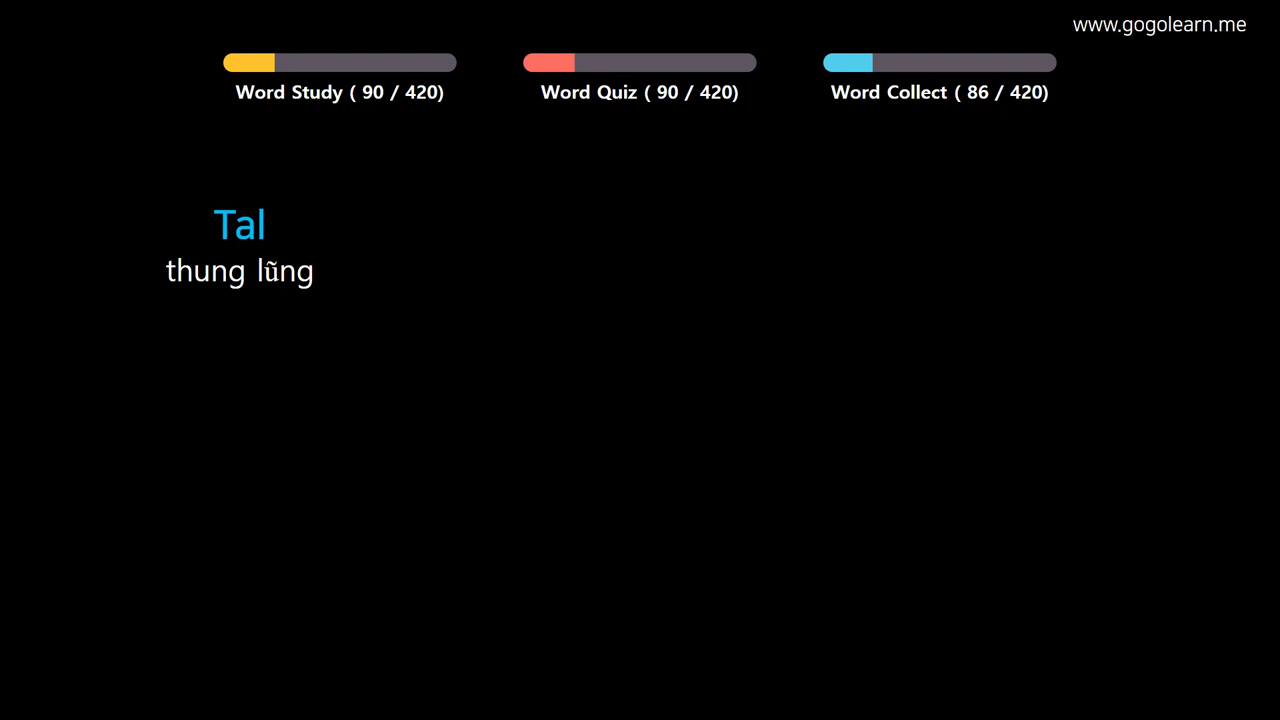 www.gogolearn.me
Word Study ( 90 / 420)
Word Quiz ( 90 / 420)
Word Collect ( 86 / 420)
Tal
thung lũng